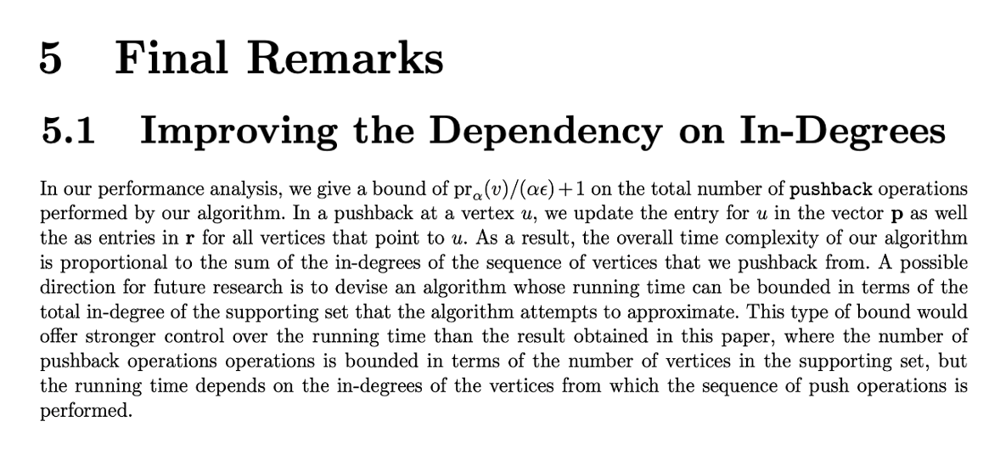 5 Final Remarks
5.1 Improving the Dependency on In-Degrees
In our performance analysis, we give a bound of pr_α(v)/(αϵ)+1 on the total number of pushback operations
performed by our algorithm. In a pushback at a vertex u, we update the entry for u in the vector p as well
the as entries in r for all vertices that point to u. As a result, the overall time complexity of our algorithm
is proportional to the sum of the in-degrees of the sequence of vertices that we pushback from. A possible
direction for future research is to devise an algorithm whose running time can be bounded in terms of the
total in-degree of the supporting set that the algorithm attempts to approximate. This type of bound would
offer stronger control over the running time than the result obtained in this paper, where the number of
pushback operations operations is bounded in terms of the number of vertices in the supporting set, but
the running time depends on the in-degrees of the vertices from which the sequence of push operations is
performed.